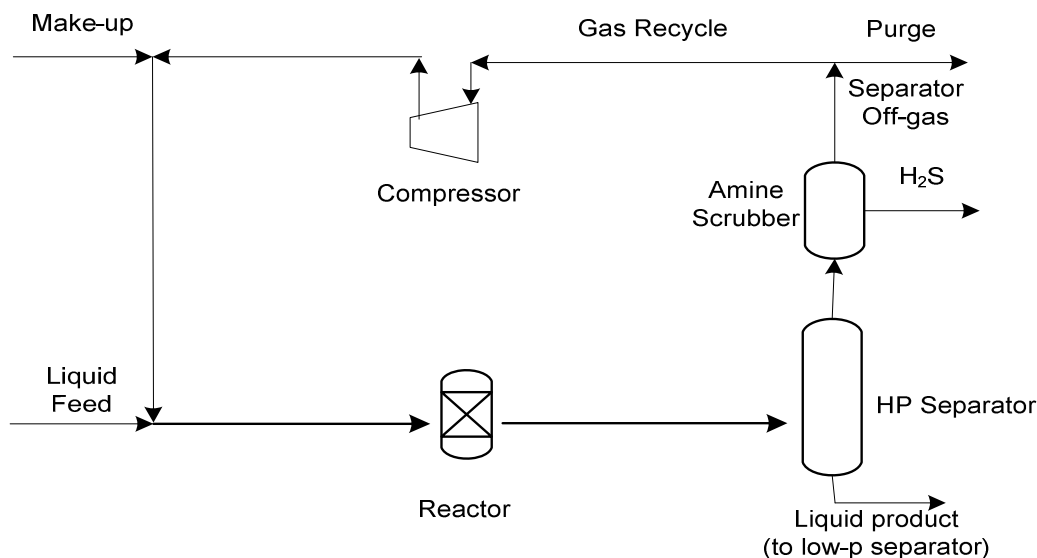 Make-up
Gas Recycle
Purge
Separator
Off-gas
Compressor
Amine
Scrubber
H₂S
Liquid
Feed
HP Separator
Reactor
Liquid product
(to low-p separator)